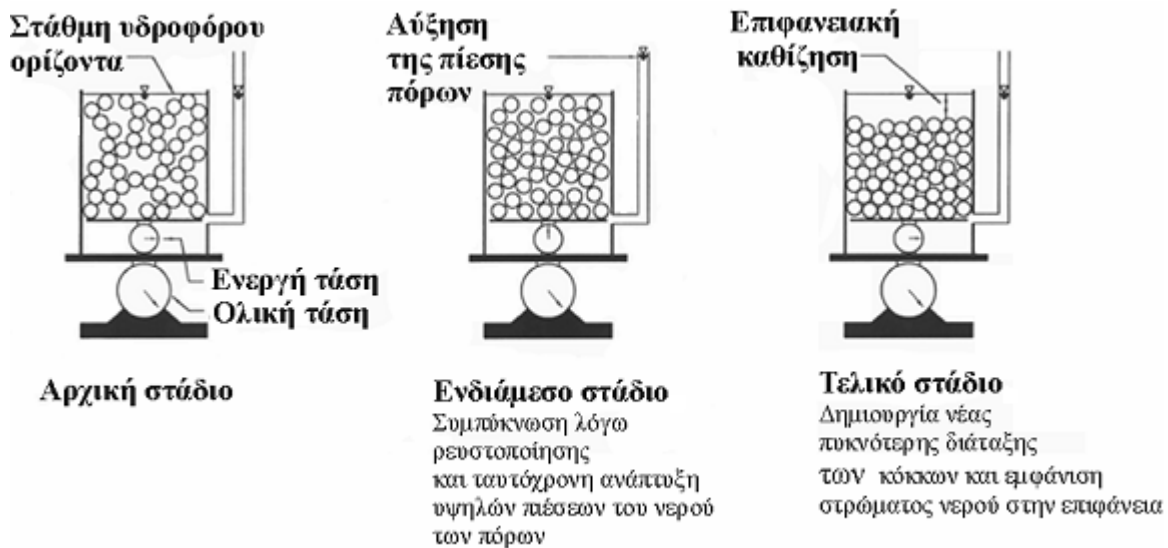 Στάθμη υδροφόρου
ορίζοντα
Αύξηση
της πίεσης
πόρων
Επιφανειακή
καθίζηση
Ενεργή τάση
Ολική τάση
Αρχική στάδιο
Ενδιάμεσο στάδιο
Συμπύκνωση λόγω
ρευστοποίησης
και ταυτόχρονη ανάπτυξη
υψηλών πιέσεων του νερού
των πόρων
Τελικό στάδιο
Δημιουργία νέας
πυκνότερης διάταξης
των κόκκων και εμφάνιση
στρώματος νερού στην επιφάνεια